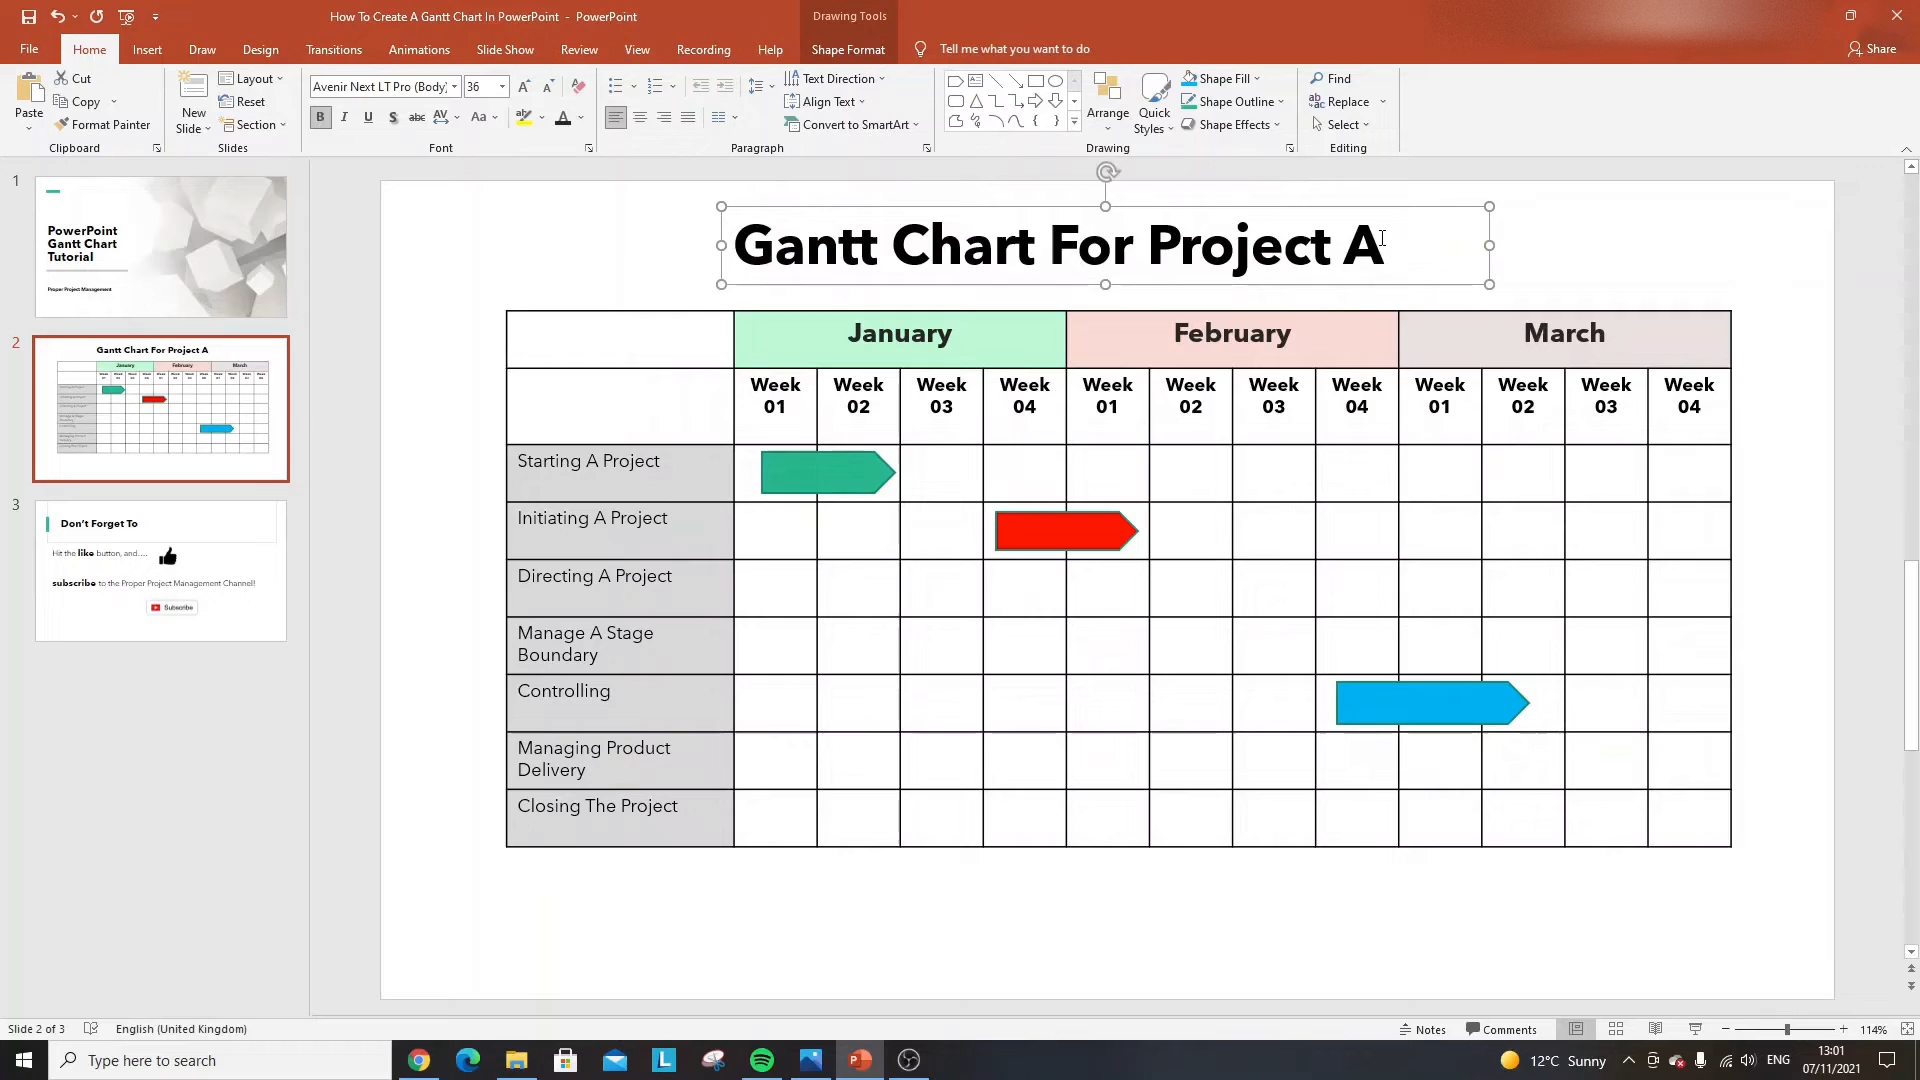 How To Create A Gantt Chart In PowerPoint - PowerPoint
Drawing Tools
File
Home
Insert
Draw
Design
Transitions
Animations
Slide Show
Review
View
Recording
Help
Shape Format
Tell me what you want to do
Share
Paste
Cut
Copy
Format Painter
Clipboard
New
Slide
Layout
Reset
Section
Slides
Avenir Next LT Pro (Body)
36
Font
Text Direction
Align Text
Convert to SmartArt
Paragraph
Arrange
Quick
Styles
Shape Fill
Shape Outline
Shape Effects
Drawing
Find
Replace
Select
Editing
1
PowerPoint
Gantt Chart
Tutorial
Proper Project Management
2
Gantt Chart For Project A
January February March
3
Don't Forget To
Hit the like button, and....
subscribe to the Proper Project Management Channel!
Subscribe
Gantt Chart For Project A
January February March
Week Week Week Week Week Week Week Week Week Week Week Week
01 02 03 04 01 02 03 04 01 02 03 04
Starting A Project
Initiating A Project
Directing A Project
Manage A Stage
Boundary
Controlling
Managing Product
Delivery
Closing The Project
Slide 2 of 3
English (United Kingdom)
Notes
Comments
114%
Type here to search
12°C Sunny
ENG
13:01
07/11/2021